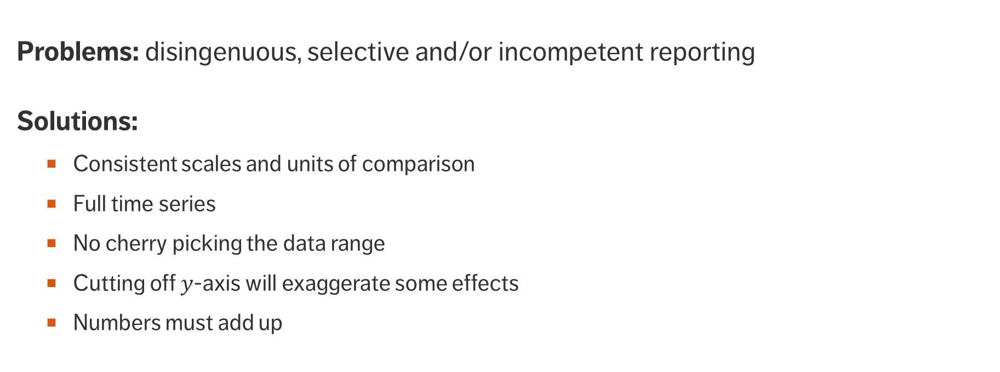 Problems: disingenuous, selective and/or incompetent reporting
Solutions:
Consistent scales and units of comparison
Full time series
No cherry picking the data range
Cutting off y-axis will exaggerate some effects
Numbers must add up